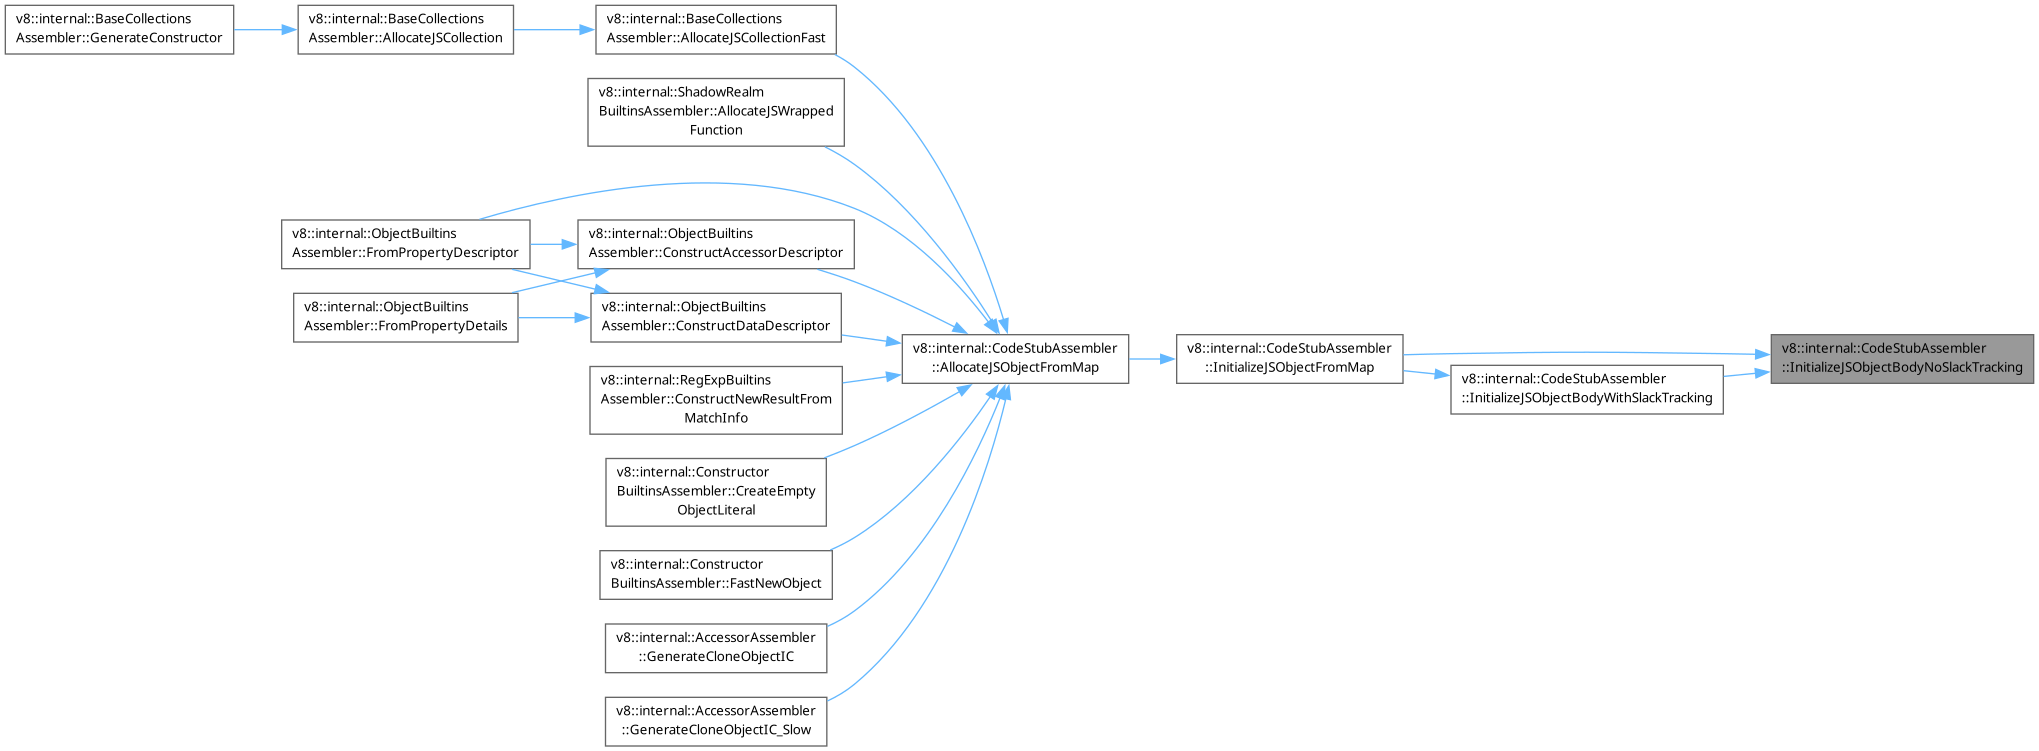 v8::internal::BaseCollections
Assembler::GenerateConstructor
v8::internal::BaseCollections
Assembler::AllocateJSCollection
v8::internal::BaseCollections
Assembler::AllocateJSCollectionFast
v8::internal::ShadowRealm
BuiltinsAssembler::AllocateJSWrapped
Function
v8::internal::ObjectBuiltins
Assembler::FromPropertyDescriptor
v8::internal::ObjectBuiltins
Assembler::ConstructAccessorDescriptor
v8::internal::ObjectBuiltins
Assembler::FromPropertyDetails
v8::internal::ObjectBuiltins
Assembler::ConstructDataDescriptor
v8::internal::CodeStubAssembler
::AllocateJSObjectFromMap
v8::internal::CodeStubAssembler
::InitializeJSObjectFromMap
v8::internal::CodeStubAssembler
::InitializeJSObjectBodyNoSlackTracking
v8::internal::CodeStubAssembler
::InitializeJSObjectBodyWithSlackTracking
v8::internal::RegExpBuiltins
Assembler::ConstructNewResultFrom
MatchInfo
v8::internal::Constructor
BuiltinsAssembler::CreateEmpty
ObjectLiteral
v8::internal::Constructor
BuiltinsAssembler::FastNewObject
v8::internal::AccessorAssembler
::GenerateCloneObjectIC
v8::internal::AccessorAssembler
::GenerateCloneObjectIC_Slow